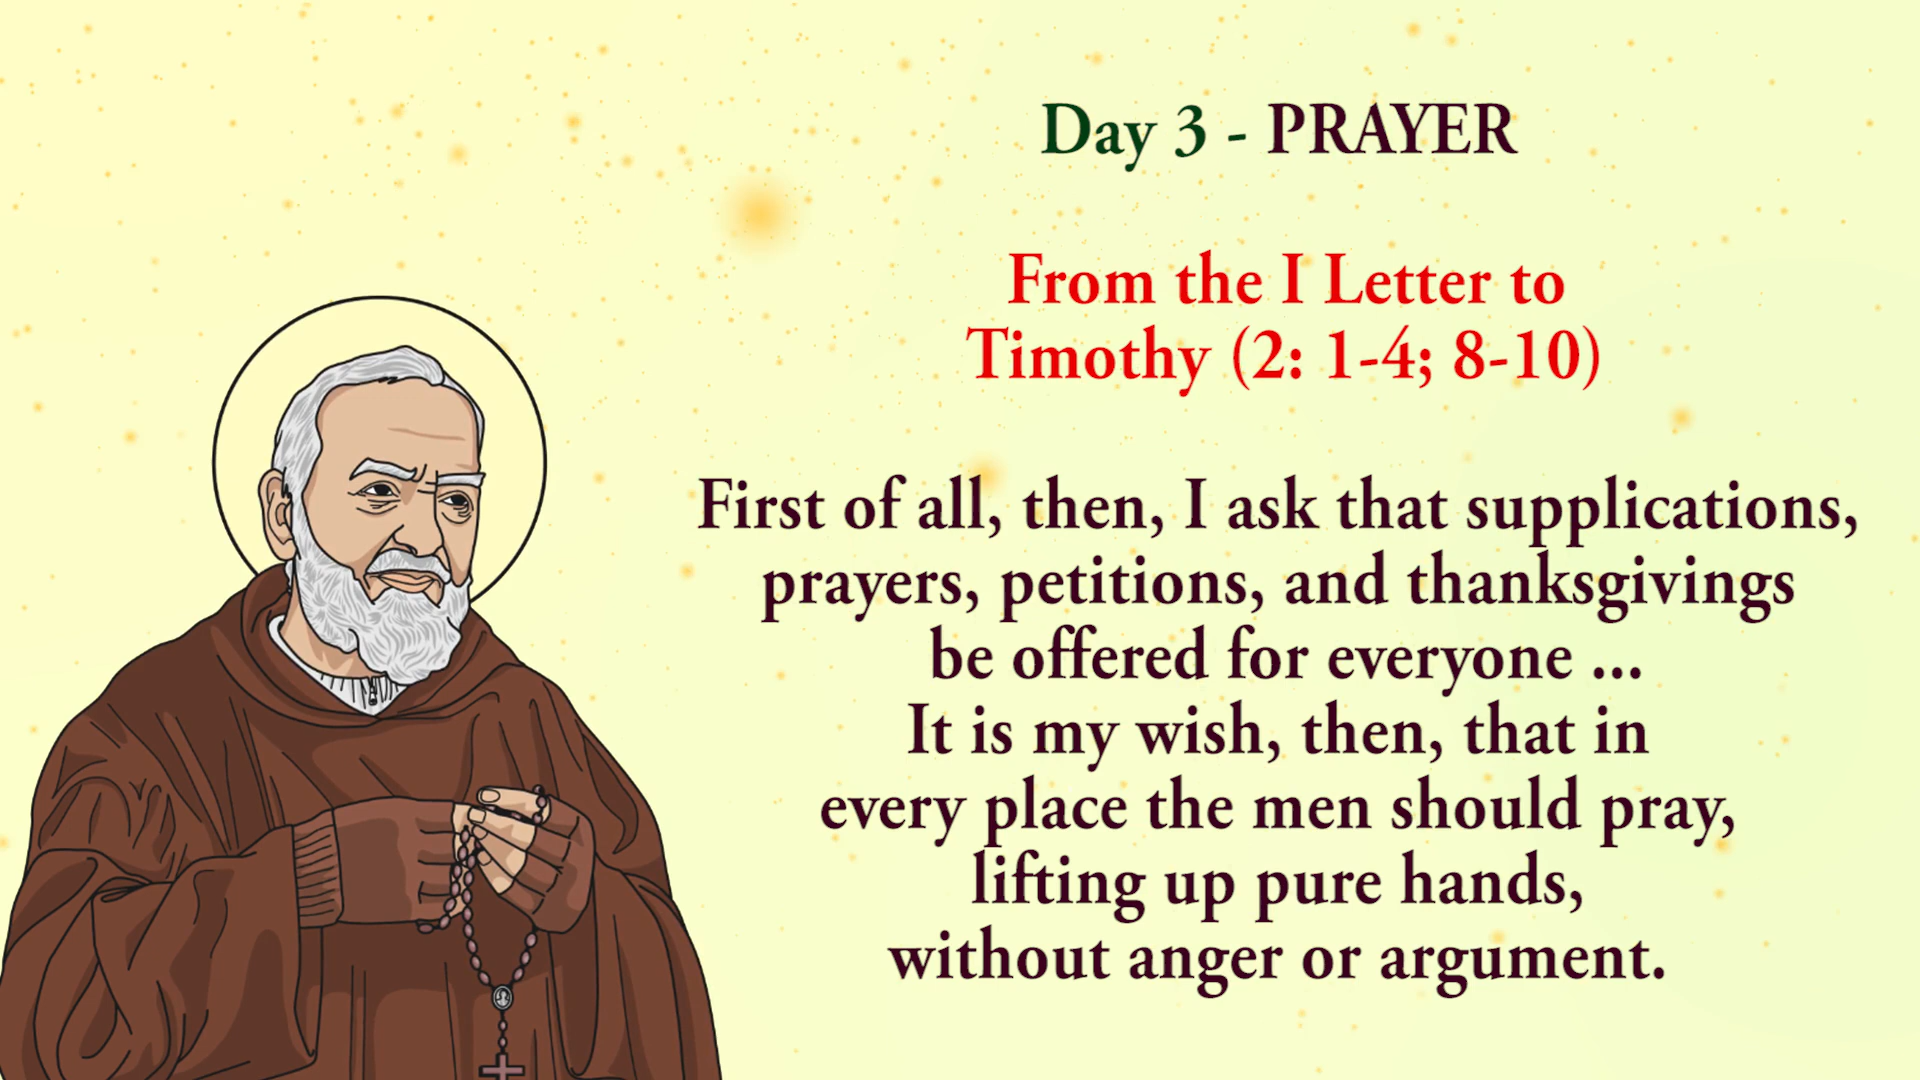 Day 3 - PRAYER
From the I Letter to
Timothy (2: 1-4; 8-10)
First of all, then, I ask that supplications,
prayers, petitions, and thanksgivings
be offered for everyone ...
It is my wish, then, that in
every place the men should pray,
lifting up pure hands,
without anger or argument.